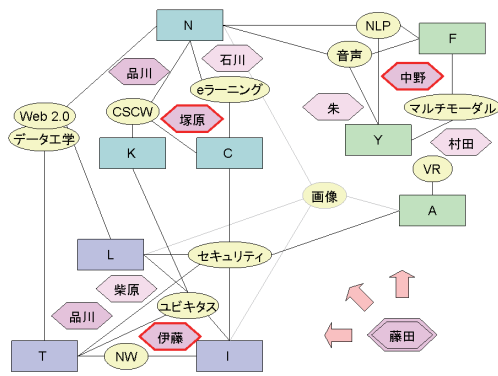 N
NLP
F
石川
音声
品川
中野
eラーニング
CSCW
Web 2.0
塚原
朱
マルチモーダル
データ工学
K
C
Y
村田
VR
画像
A
L
セキュリティ
柴原
ユビキタス
品川
伊藤
藤田
T
NW
I